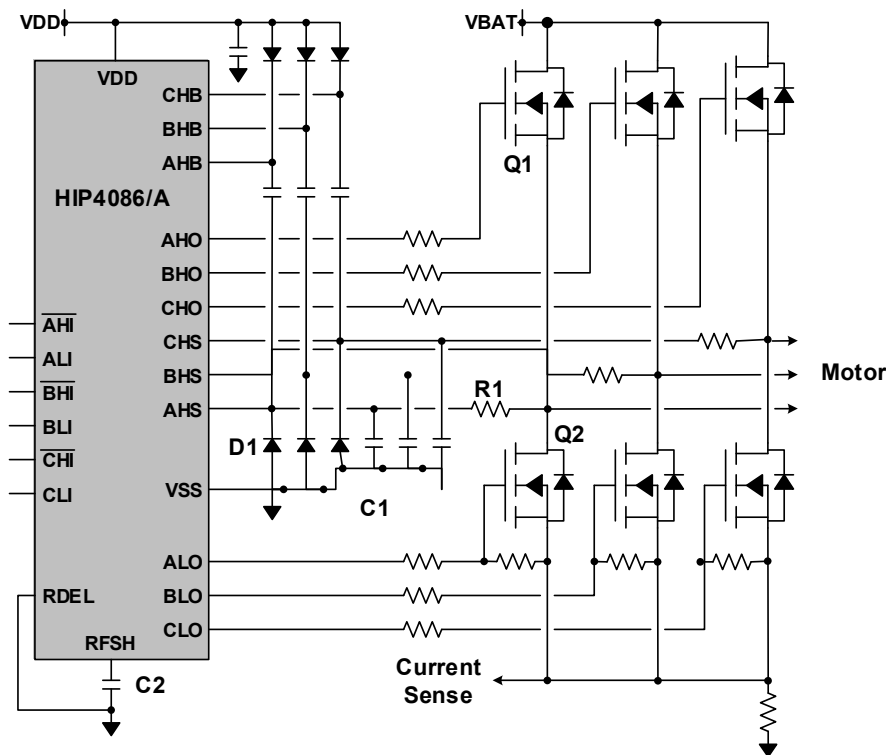 VDD
VBAT
VDD
CHB
BHB
AHB
Q1
HIP4086/A
AHO
BHO
CHO
AHI
CHS
ALI
BHS
Motor
BHI
R1
AHS
BLI
D1
Q2
CHI
CLI
VSS
C1
ALO
RDEL
BLO
CLO
RFSH
C2
Current
Sense